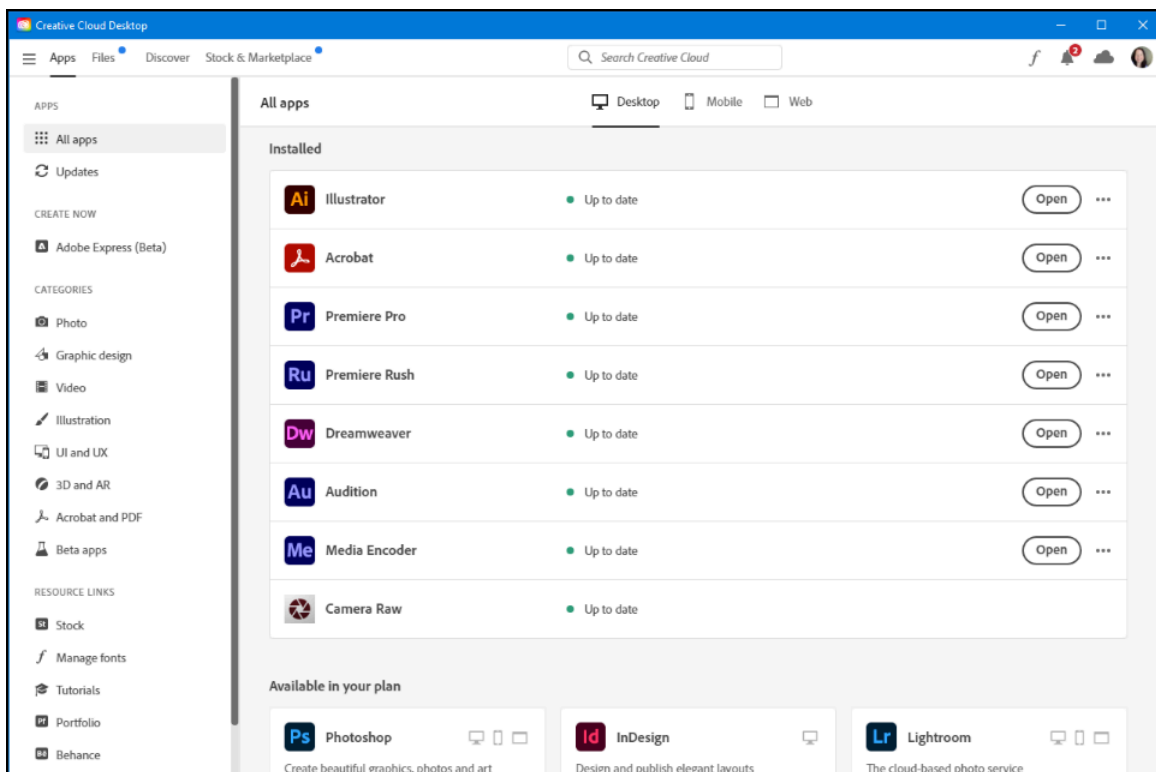 Creative Cloud Desktop
Apps Files Discover Stock & Marketplace Search Creative Cloud 2
APPS
All apps
Updates
CREATE NOW
Adobe Express (Beta)
CATEGORIES
Photo
Graphic design
Video
Illustration
UI and UX
3D and AR
Acrobat and PDF
Beta apps
RESOURCE LINKS
St Stock
Manage fonts
Tutorials
Pf Portfolio
Bē Behance
All apps Desktop Mobile Web
Installed
Ai Illustrator Up to date Open
Acrobat Up to date Open
Pr Premiere Pro Up to date Open
Ru Premiere Rush Up to date Open
Dw Dreamweaver Up to date Open
Au Audition Up to date Open
Me Media Encoder Up to date Open
Camera Raw Up to date
Available in your plan
Ps Photoshop
Create beautiful graphics, photos and art
Id InDesign
Design and publish elegant layouts
Lr Lightroom
The cloud-based photo service